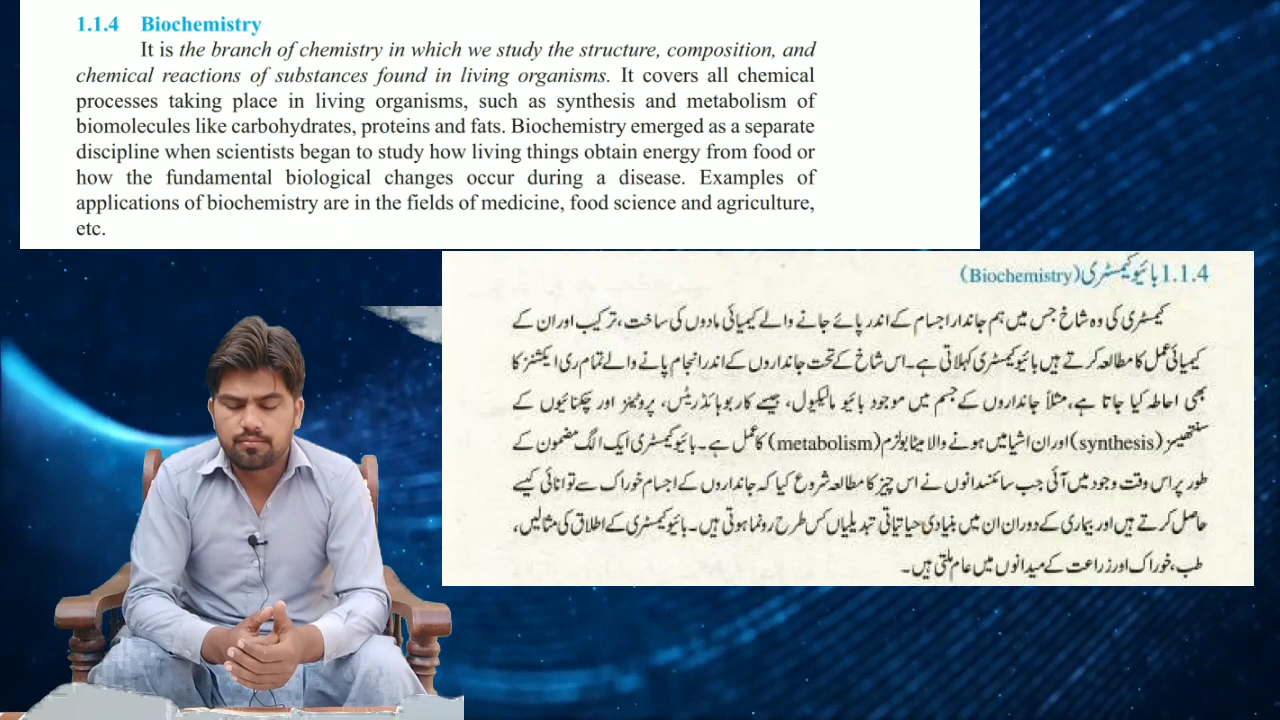 1.1.4 Biochemistry
It is the branch of chemistry in which we study the structure, composition, and
chemical reactions of substances found in living organisms. It covers all chemical
processes taking place in living organisms, such as synthesis and metabolism of
biomolecules like carbohydrates, proteins and fats. Biochemistry emerged as a separate
discipline when scientists began to study how living things obtain energy from food or
how the fundamental biological changes occur during a disease. Examples of
applications of biochemistry are in the fields of medicine, food science and agriculture,
etc.
1.1.4 بائیوکیمسٹری (Biochemistry)
کیمسٹری کی وہ شاخ جس میں ہم جاندار اجسام کے اندر پائے جانے والے کیمیائی مادوں کی ساخت، ترکیب اور ان کے
کیمیائی عمل کا مطالعہ کرتے ہیں بائیوکیمسٹری کہلاتی ہے۔ اس شاخ کے تحت جانداروں کے اندر انجام پانے والے تمام ری ایکشنز کا
بھی احاطہ کیا جاتا ہے، مثلاً جانداروں کے جسم میں موجود بائیو مالیکیول، جیسے کاربوہائڈریٹس، پروٹینز اور چکنائیوں کے
سنتھیسز (synthesis) اور ان اشیا میں ہونے والا میٹابولزم (metabolism) کا عمل ہے۔ بائیوکیمسٹری ایک الگ مضمون کے
طور پر اس وقت وجود میں آئی جب سائنسدانوں نے اس چیز کا مطالعہ شروع کیا کہ جانداروں کے اجسام خوراک سے توانائی کیسے
حاصل کرتے ہیں اور بیماری کے دوران ان میں بنیادی حیاتیاتی تبدیلیاں کس طرح رونما ہوتی ہیں۔ بائیوکیمسٹری کے اطلاق کی مثالیں،
طب، خوراک اور زراعت کے میدانوں میں عام ملتی ہیں۔